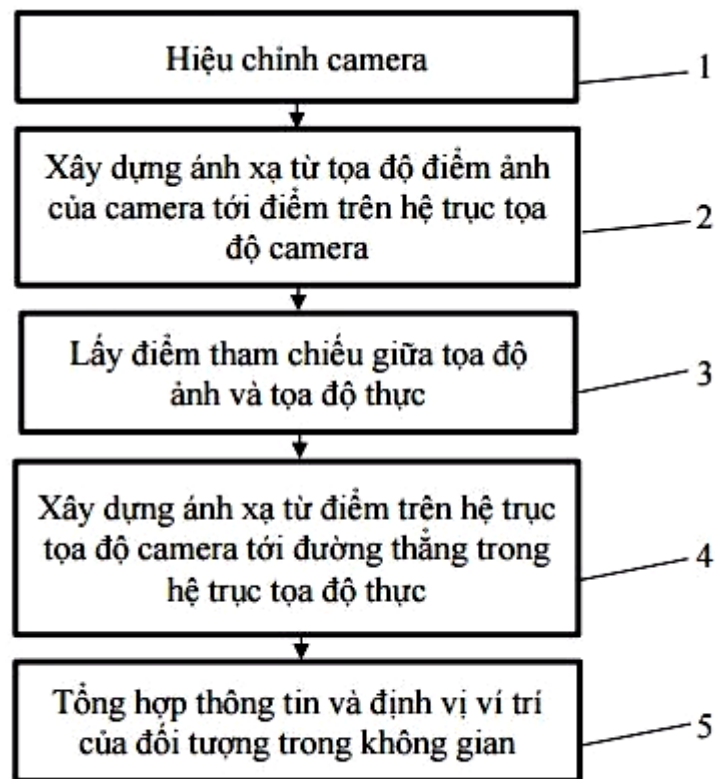 Hiệu chỉnh camera
1
Xây dựng ánh xạ từ tọa độ điểm ảnh
của camera tới điểm trên hệ trục tọa
độ camera
2
Lấy điểm tham chiếu giữa tọa độ
ảnh và tọa độ thực
3
Xây dựng ánh xạ từ điểm trên hệ trục
tọa độ camera tới đường thẳng trong
hệ trục tọa độ thực
4
Tổng hợp thông tin và định vị ví trí
của đối tượng trong không gian
5